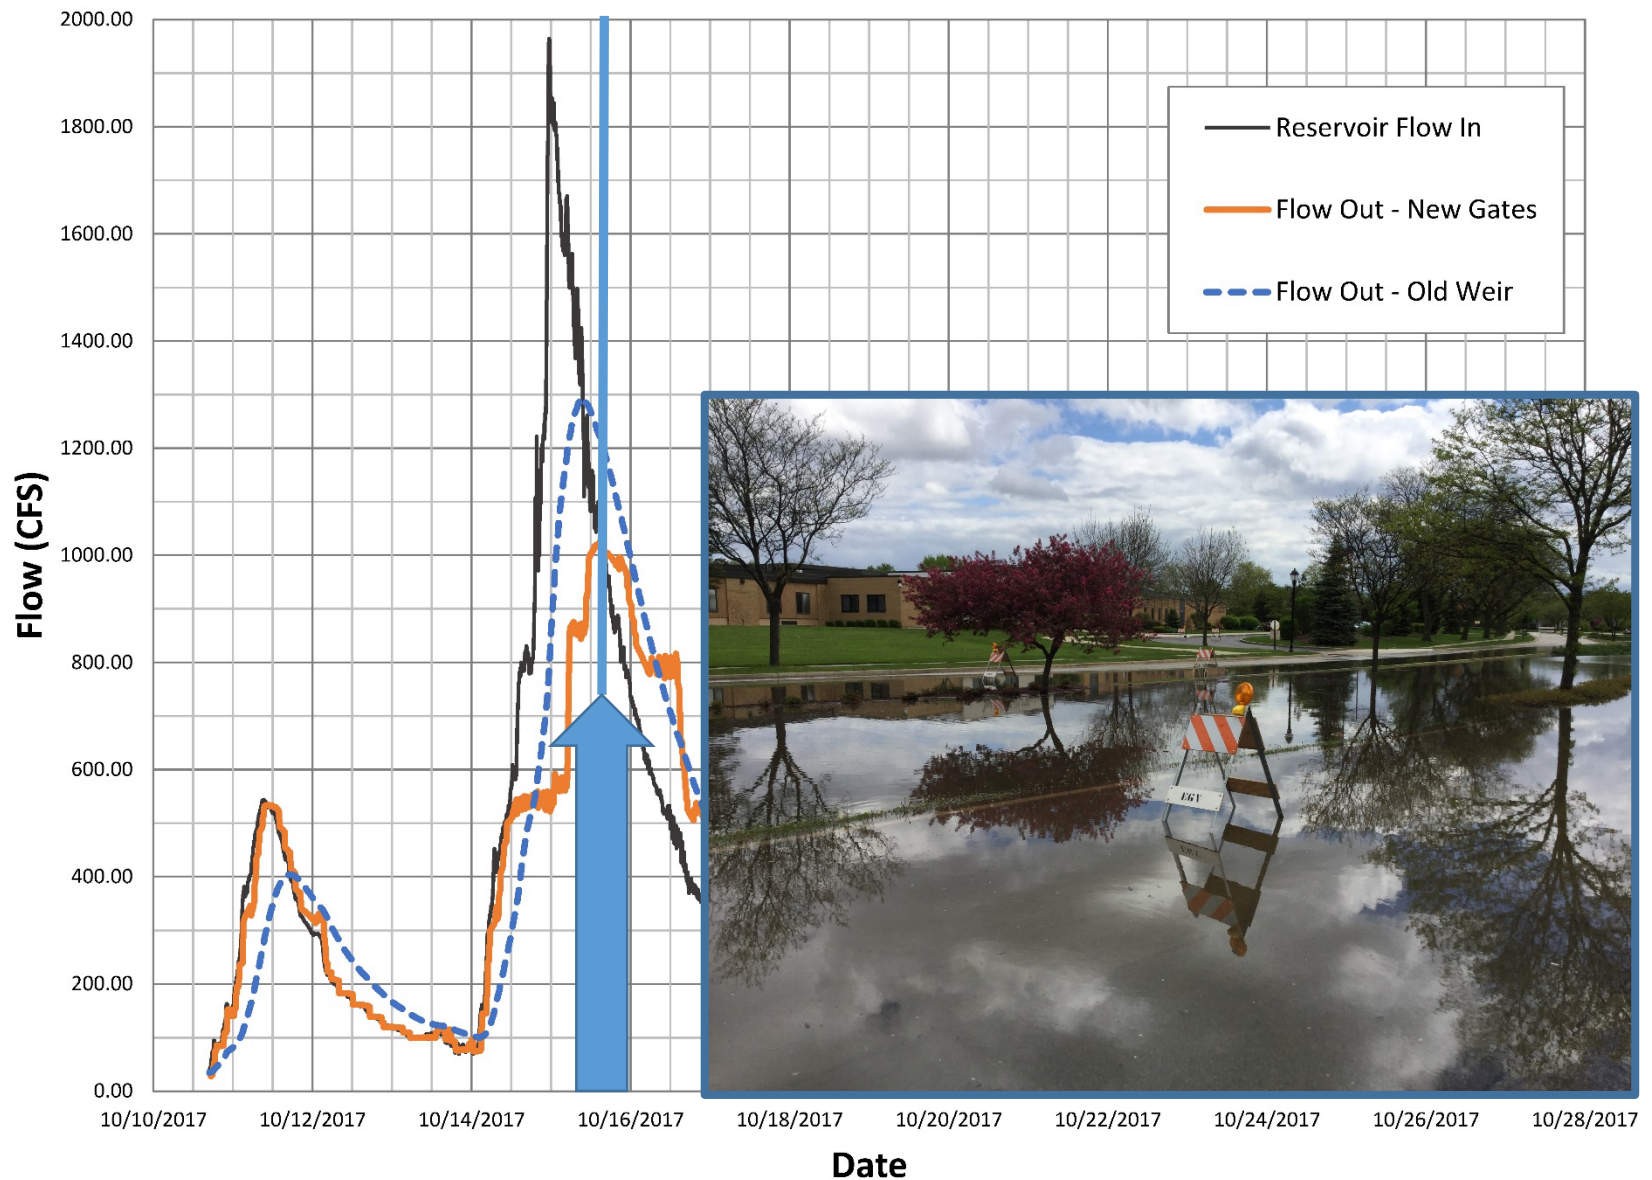 2000.00
1800.00
1600.00
1400.00
1200.00
1000.00
800.00
600.00
400.00
200.00
0.00
Flow (CFS)
Reservoir Flow In
Flow Out - New Gates
Flow Out - Old Weir
EGV
10/10/2017 10/12/2017 10/14/2017 10/16/2017 10/18/2017 10/20/2017 10/22/2017 10/24/2017 10/26/2017 10/28/2017
Date